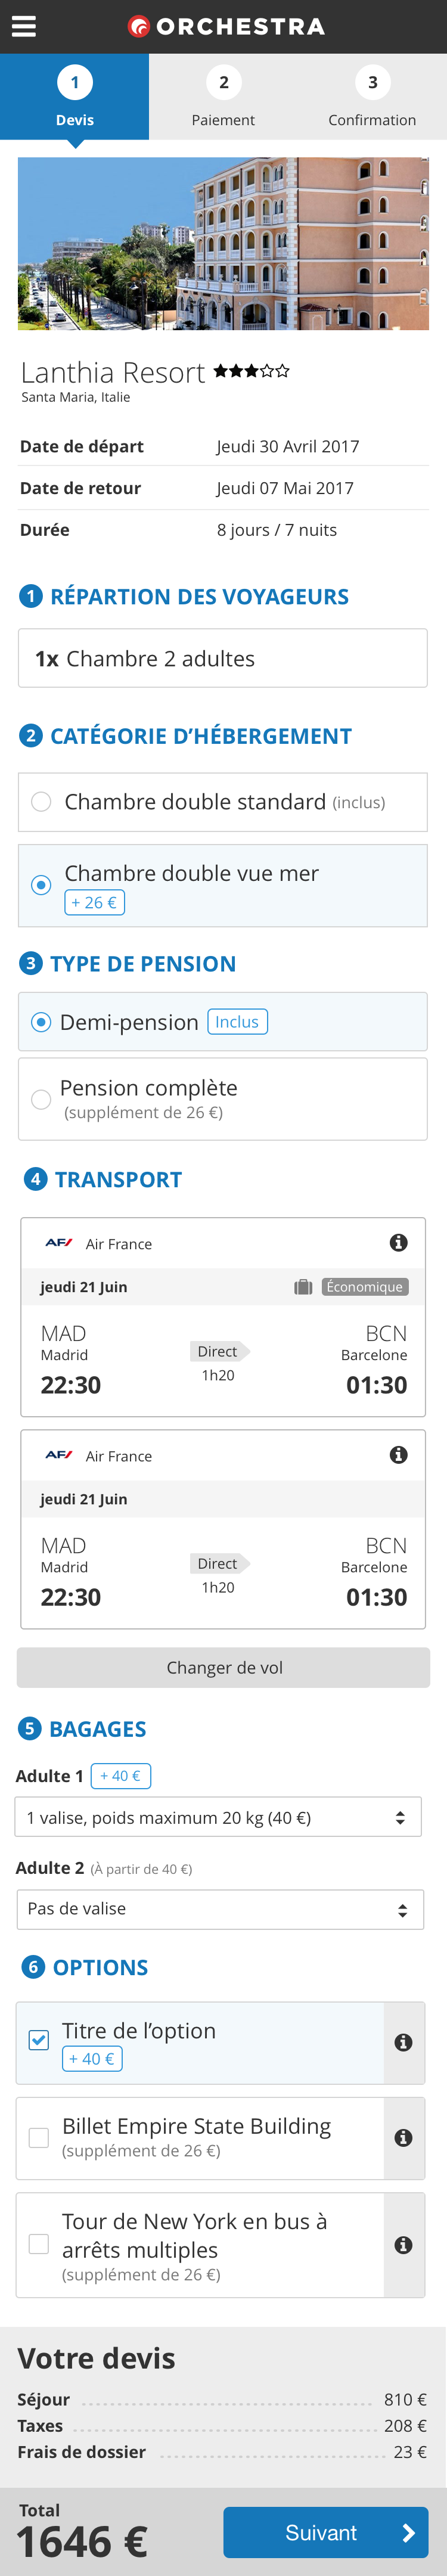 ORCHESTRA
1
2
3
Devis
Paiement
Confirmation
Lanthia Resort
Santa Maria, Italie
Date de départ Jeudi 30 Avril 2017
Date de retour Jeudi 07 Mai 2017
Durée 8 jours / 7 nuits
1 RÉPARTION DES VOYAGEURS
1x Chambre 2 adultes
2 CATÉGORIE D’HÉBERGEMENT
Chambre double standard (inclus)
Chambre double vue mer
+ 26 €
3 TYPE DE PENSION
Demi-pension Inclus
Pension complète
(supplément de 26 €)
4 TRANSPORT
AF Air France
jeudi 21 Juin Économique
MAD BCN
Madrid Direct Barcelone
22:30 1h20 01:30
AF Air France
jeudi 21 Juin
MAD BCN
Madrid Direct Barcelone
22:30 1h20 01:30
Changer de vol
5 BAGAGES
Adulte 1 + 40 €
1 valise, poids maximum 20 kg (40 €)
Adulte 2 (À partir de 40 €)
Pas de valise
6 OPTIONS
Titre de l’option
+ 40 €
Billet Empire State Building
(supplément de 26 €)
Tour de New York en bus à
arrêts multiples
(supplément de 26 €)
Votre devis
Séjour 810 €
Taxes 208 €
Frais de dossier 23 €
Total
1646 €
Suivant